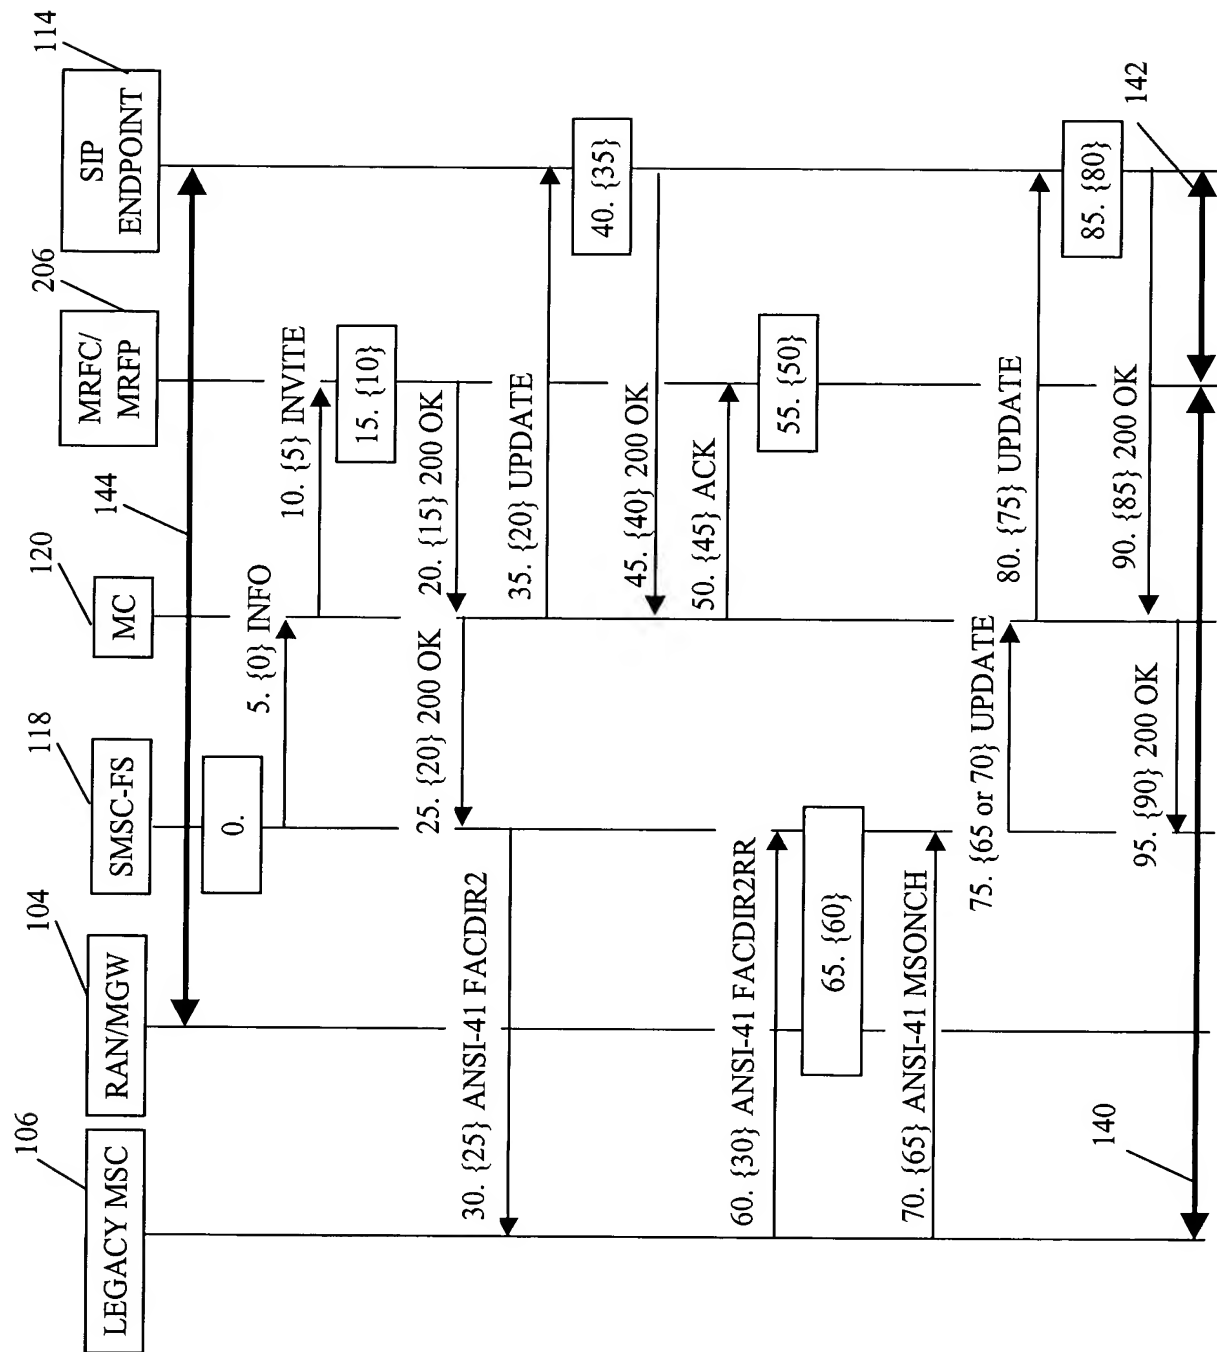 106
LEGACY MSC
104
RAN/MGW
118
SMSC-FS
120
MC
144
206
MRFC/
MRFP
114
SIP
ENDPOINT
0.
5. {0} INFO
10. {5} INVITE
15. {10}
20. {15} 200 OK
25. {20} 200 OK
30. {25} ANSI-41 FACDIR2
35. {20} UPDATE
40. {35}
45. {40} 200 OK
50. {45} ACK
55. {50}
60. {30} ANSI-41 FACDIR2RR
65. {60}
70. {65} ANSI-41 MSONCH
75. {65 or 70} UPDATE
80. {75} UPDATE
85. {80}
90. {85} 200 OK
95. {90} 200 OK
140
142